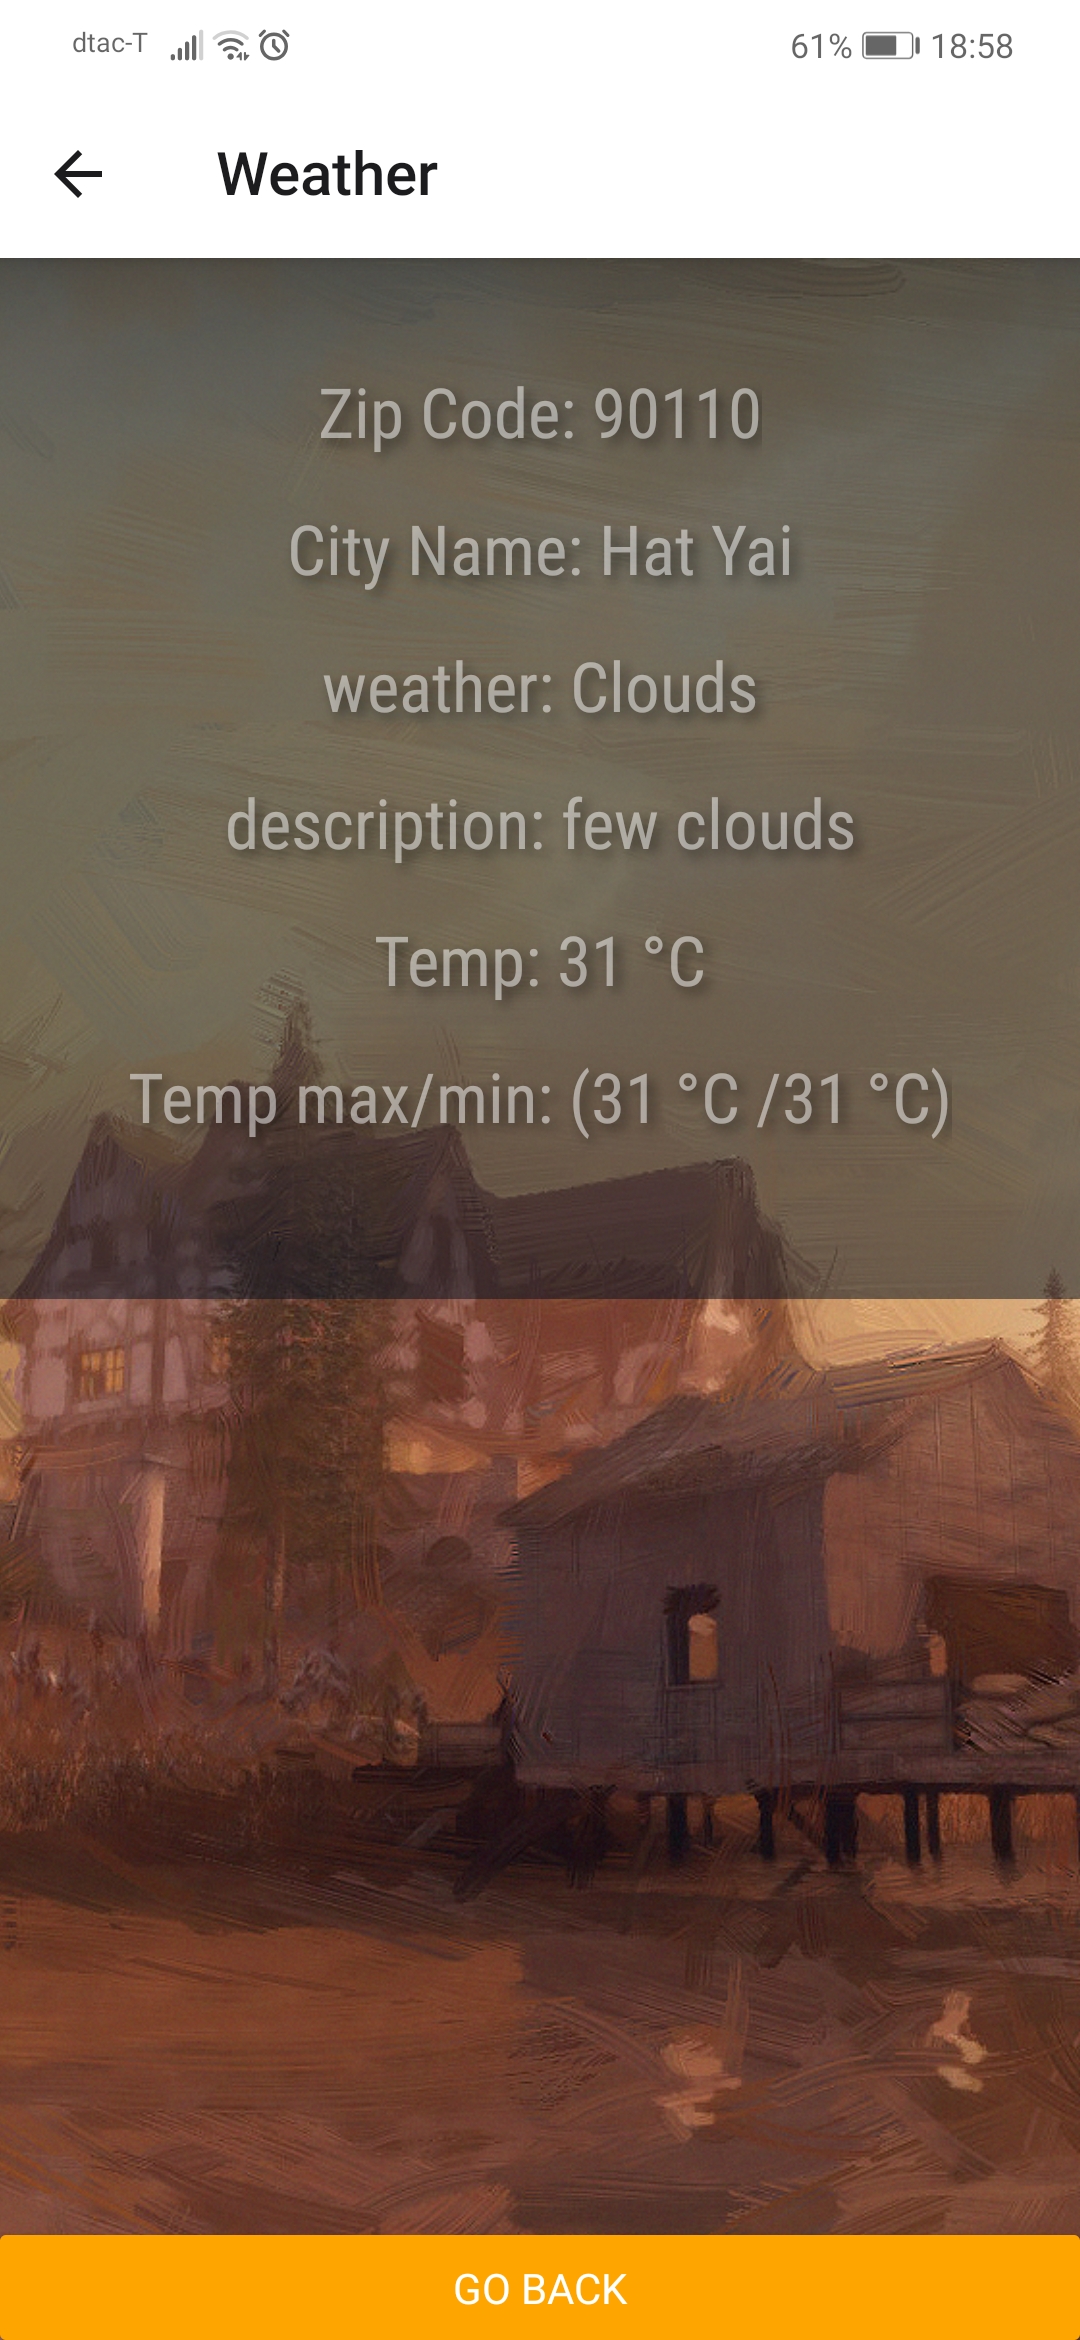 dtac-T 61% 18:58
Weather
Zip Code: 90110
City Name: Hat Yai
weather: Clouds
description: few clouds
Temp: 31 °C
Temp max/min: (31 °C /31 °C)
GO BACK